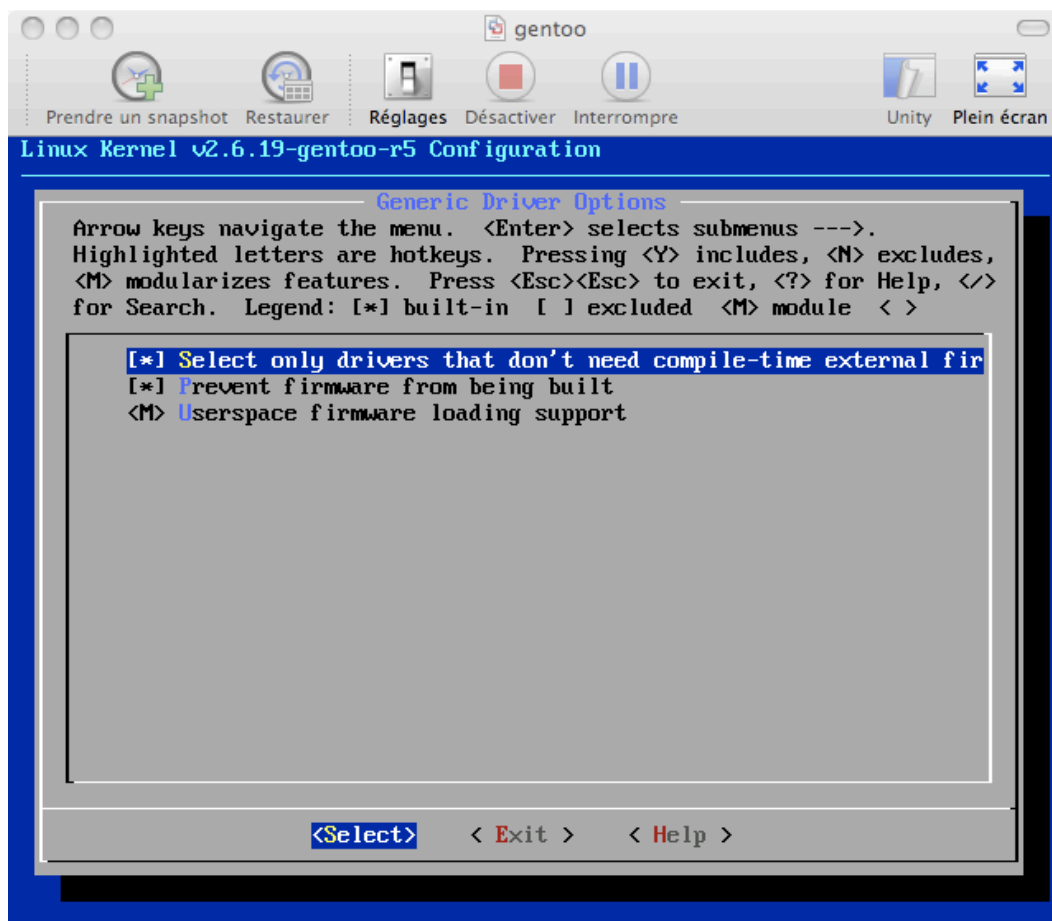 gentoo
Prendre un snapshot Restaurer Réglages Désactiver Interrompre Unity Plein écran
Linux Kernel v2.6.19-gentoo-r5 Configuration
Generic Driver Options
Arrow keys navigate the menu.  <Enter> selects submenus --->.
Highlighted letters are hotkeys.  Pressing <Y> includes, <N> excludes,
<M> modularizes features.  Press <Esc><Esc> to exit, <?> for Help, </>
for Search.  Legend: [*] built-in  [ ] excluded  <M> module  < >
[*] Select only drivers that don't need compile-time external fir
[*] Prevent firmware from being built
<M> Userspace firmware loading support
<Select>    < Exit >    < Help >